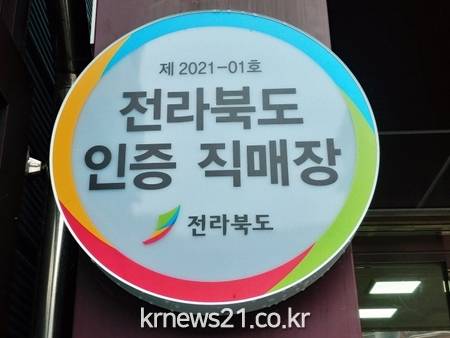 제 2021-01호
전라북도
인증 직매장
전라북도
krnews21.co.kr